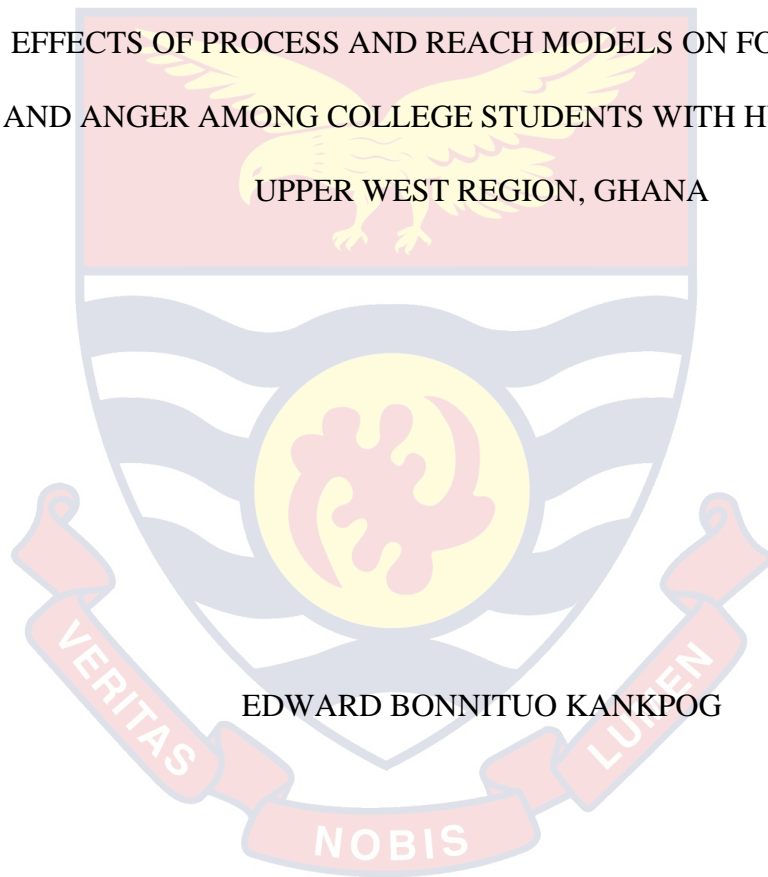 EFFECTS OF PROCESS AND REACH MODELS ON FO
AND ANGER AMONG COLLEGE STUDENTS WITH H
UPPER WEST REGION, GHANA
EDWARD BONNITUO KANKPOG
VERITAS
NOBIS
LUMEN